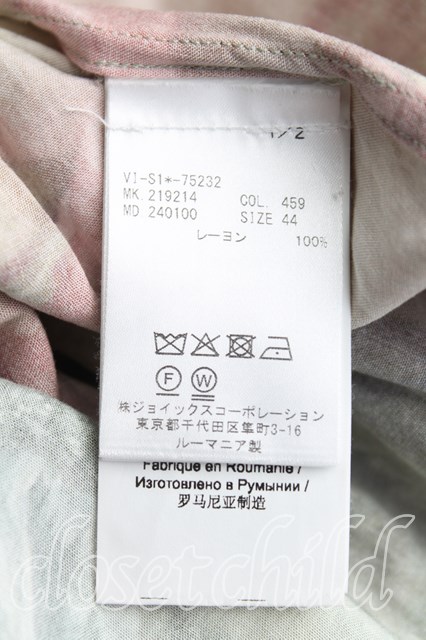 1/2
VI-S1*-75232
MK. 219214 COL. 459
MD 240100 SIZE 44
レーヨン 100%
F W
㈱ジョイックスコーポレーション
東京都千代田区隼町3-16
ルーマニア製
Fabriqué en Roumanie /
Изготовлено в Румынии /
罗马尼亚制造
closetchild